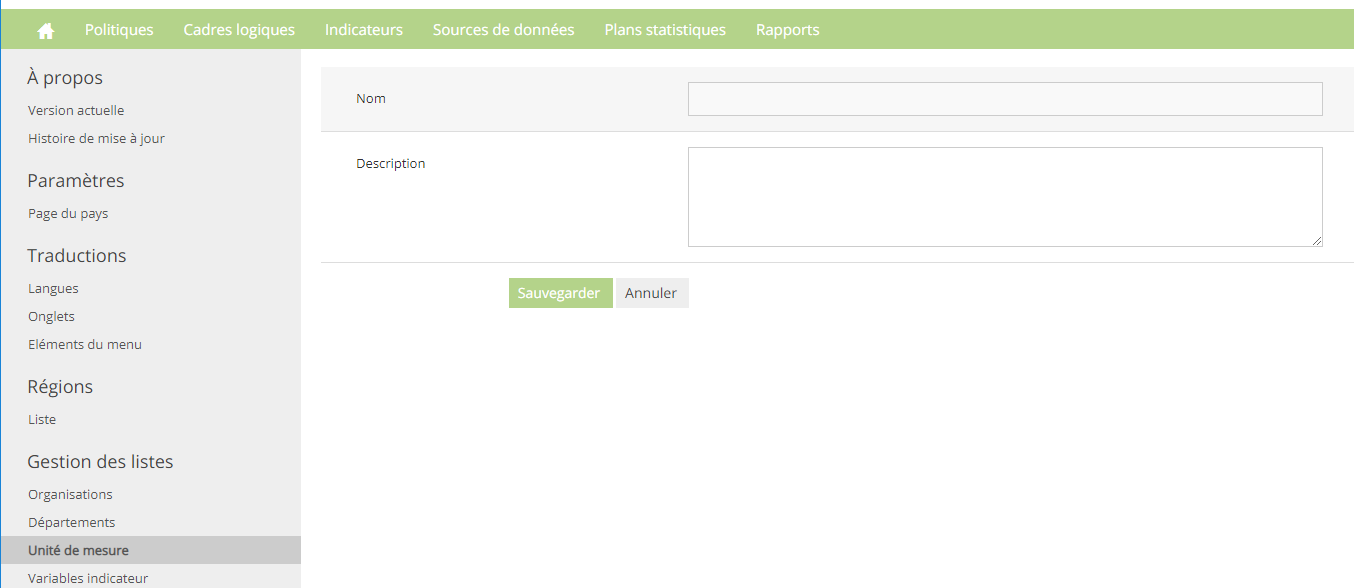 Politiques Cadres logiques Indicateurs Sources de données Plans statistiques Rapports
À propos
Version actuelle
Histoire de mise à jour
Paramètres
Page du pays
Traductions
Langues
Onglets
Eléments du menu
Régions
Liste
Gestion des listes
Organisations
Départements
Unité de mesure
Variables indicateur
Nom
Description
Sauvegarder Annuler